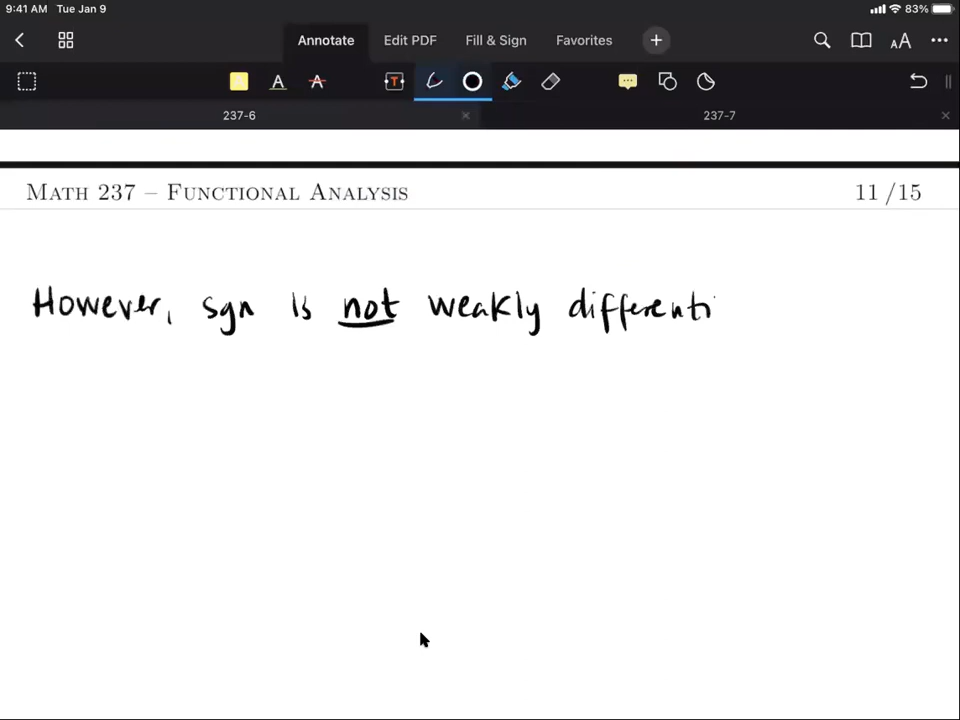 9:41 AM Tue Jan 9 83%
Annotate Edit PDF Fill & Sign Favorites
237-6 237-7
MATH 237 – FUNCTIONAL ANALYSIS 11/15
However, sgn is not weakly differenti